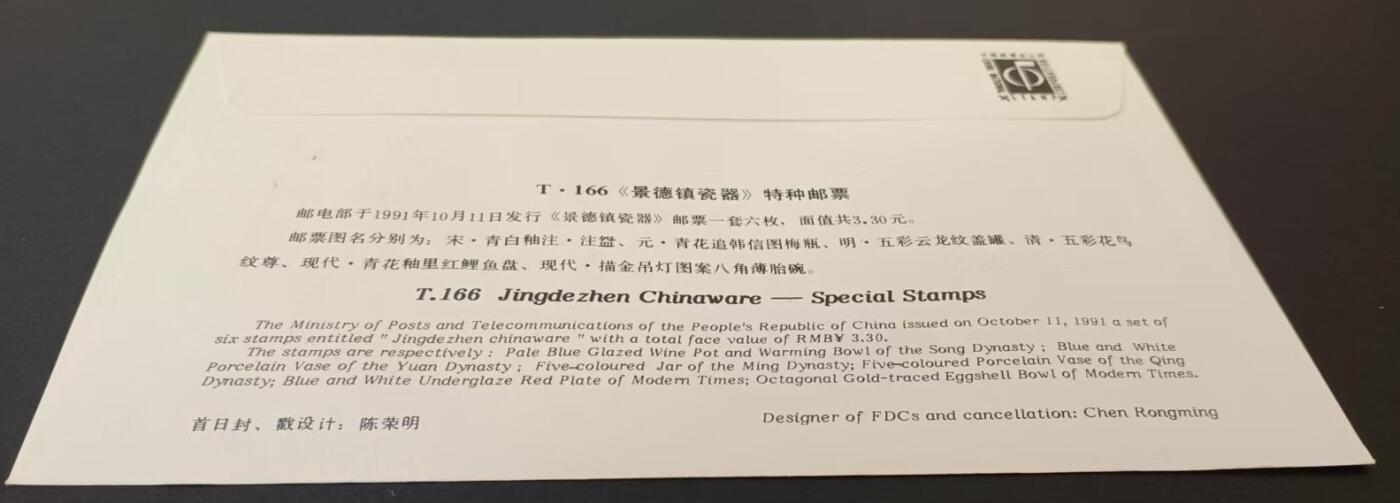 T·166《景德镇瓷器》特种邮票
邮电部于1991年10月11日发行《景德镇瓷器》邮票一套六枚，面值共3.30元。
邮票图名分别为：宋·青白釉注·注盌、元·青花追韩信图梅瓶、明·五彩云龙纹盖罐、清·五彩花鸟
纹尊、现代·青花釉里红鲤鱼盘、现代·描金吊灯图案八角薄胎碗。
T.166 Jingdezhen Chinaware — Special Stamps
The Ministry of Posts and Telecommunications of the People's Republic of China issued on October 11, 1991 a set of
six stamps entitled " Jingdezhen chinaware " with a total face value of RMB¥ 3.30.
The stamps are respectively : Pale Blue Glazed Wine Pot and Warming Bowl of the Song Dynasty ; Blue and White
Porcelain Vase of the Yuan Dynasty ; Five-coloured Jar of the Ming Dynasty; Five-coloured Porcelain Vase of the Qing
Dynasty; Blue and White Underglaze Red Plate of Modern Times; Octagonal Gold-traced Eggshell Bowl of Modern Times.
首日封、戳设计：陈荣明
Designer of FDCs and cancellation: Chen Rongming